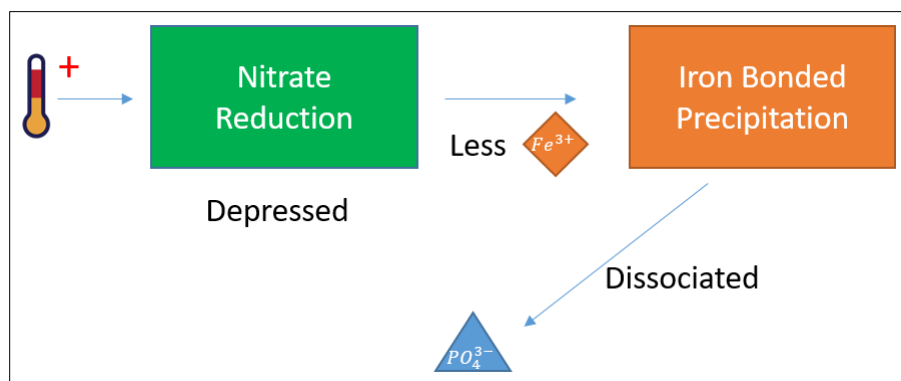 +
Nitrate
Reduction
Iron Bonded
Precipitation
Less
Fe³⁺
Depressed
Dissociated
PO₄³⁻